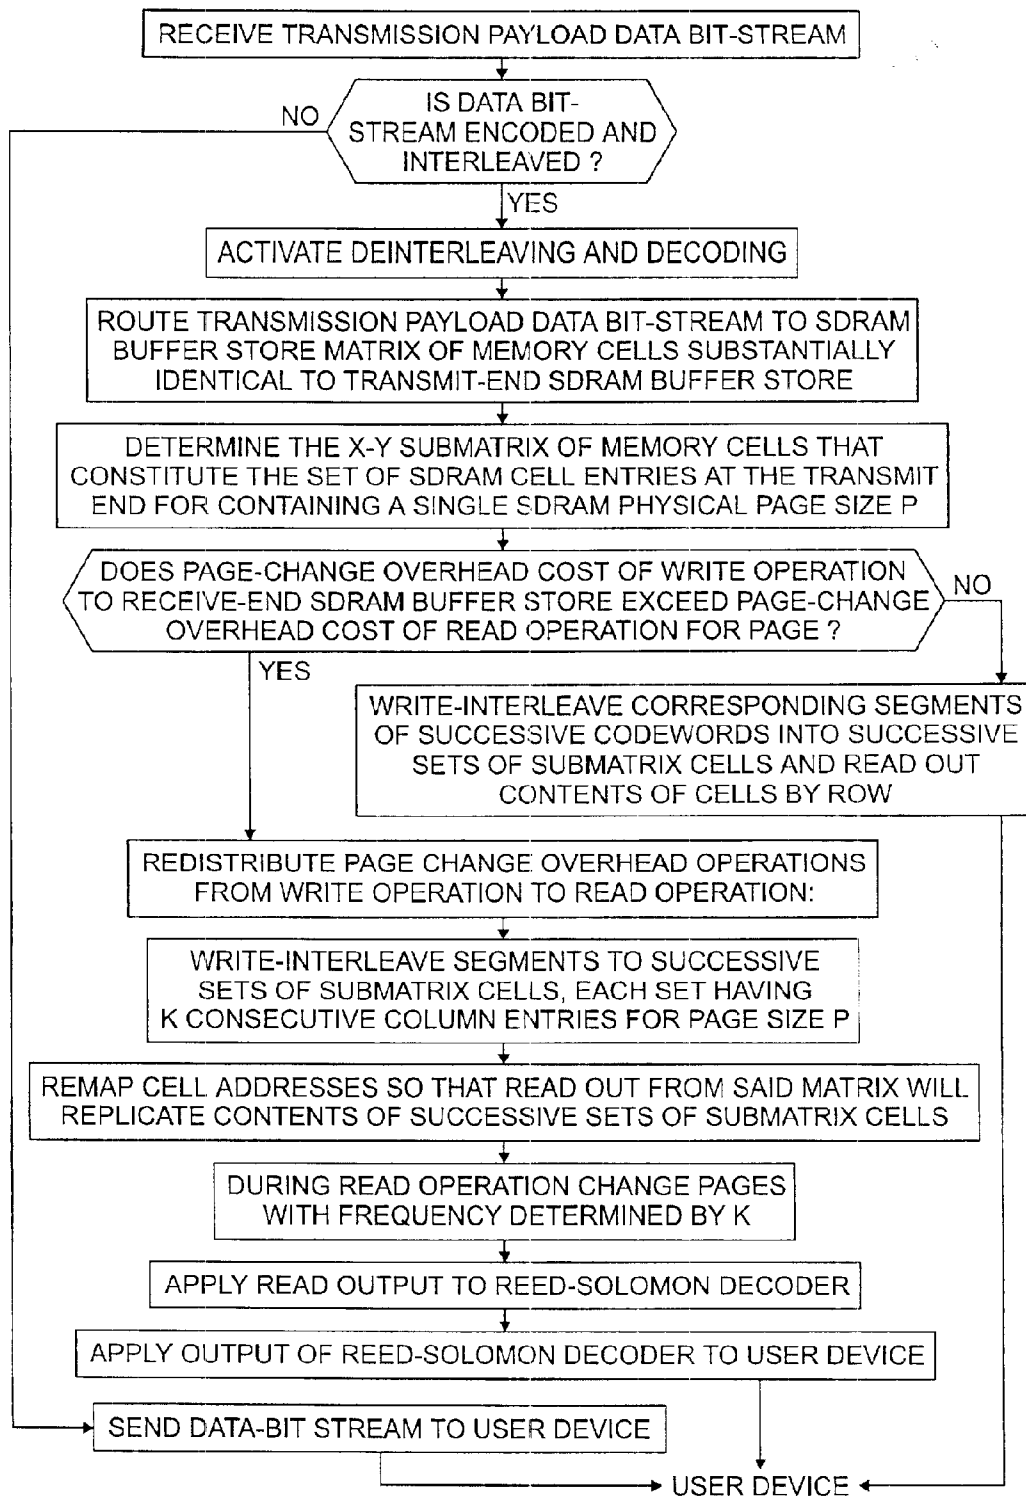 RECEIVE TRANSMISSION PAYLOAD DATA BIT-STREAM
IS DATA BIT-
STREAM ENCODED AND
INTERLEAVED ?
NO
YES
ACTIVATE DEINTERLEAVING AND DECODING
ROUTE TRANSMISSION PAYLOAD DATA BIT-STREAM TO SDRAM
BUFFER STORE MATRIX OF MEMORY CELLS SUBSTANTIALLY
IDENTICAL TO TRANSMIT-END SDRAM BUFFER STORE
DETERMINE THE X-Y SUBMATRIX OF MEMORY CELLS THAT
CONSTITUTE THE SET OF SDRAM CELL ENTRIES AT THE TRANSMIT
END FOR CONTAINING A SINGLE SDRAM PHYSICAL PAGE SIZE P
DOES PAGE-CHANGE OVERHEAD COST OF WRITE OPERATION
TO RECEIVE-END SDRAM BUFFER STORE EXCEED PAGE-CHANGE
OVERHEAD COST OF READ OPERATION FOR PAGE ?
NO
YES
WRITE-INTERLEAVE CORRESPONDING SEGMENTS
OF SUCCESSIVE CODEWORDS INTO SUCCESSIVE
SETS OF SUBMATRIX CELLS AND READ OUT
CONTENTS OF CELLS BY ROW
REDISTRIBUTE PAGE CHANGE OVERHEAD OPERATIONS
FROM WRITE OPERATION TO READ OPERATION:
WRITE-INTERLEAVE SEGMENTS TO SUCCESSIVE
SETS OF SUBMATRIX CELLS, EACH SET HAVING
K CONSECUTIVE COLUMN ENTRIES FOR PAGE SIZE P
REMAP CELL ADDRESSES SO THAT READ OUT FROM SAID MATRIX WILL
REPLICATE CONTENTS OF SUCCESSIVE SETS OF SUBMATRIX CELLS
DURING READ OPERATION CHANGE PAGES
WITH FREQUENCY DETERMINED BY K
APPLY READ OUTPUT TO REED-SOLOMON DECODER
APPLY OUTPUT OF REED-SOLOMON DECODER TO USER DEVICE
SEND DATA-BIT STREAM TO USER DEVICE
USER DEVICE